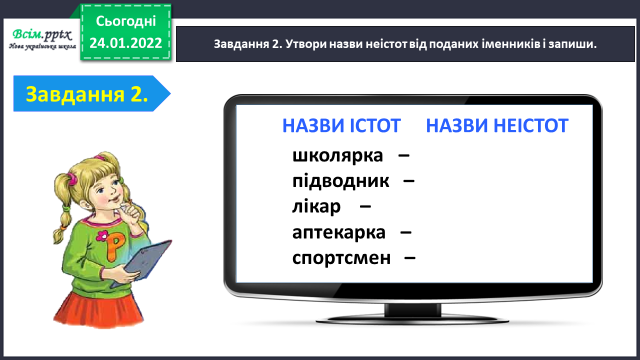 Всім.pptx
Нова українська школа
Сьогодні
24.01.2022
Завдання 2. Утвори назви неістот від поданих іменників і запиши.
Завдання 2.
НАЗВИ ІСТОТ НАЗВИ НЕІСТОТ
школярка –
підводник –
лікар –
аптекарка –
спортсмен –
Р